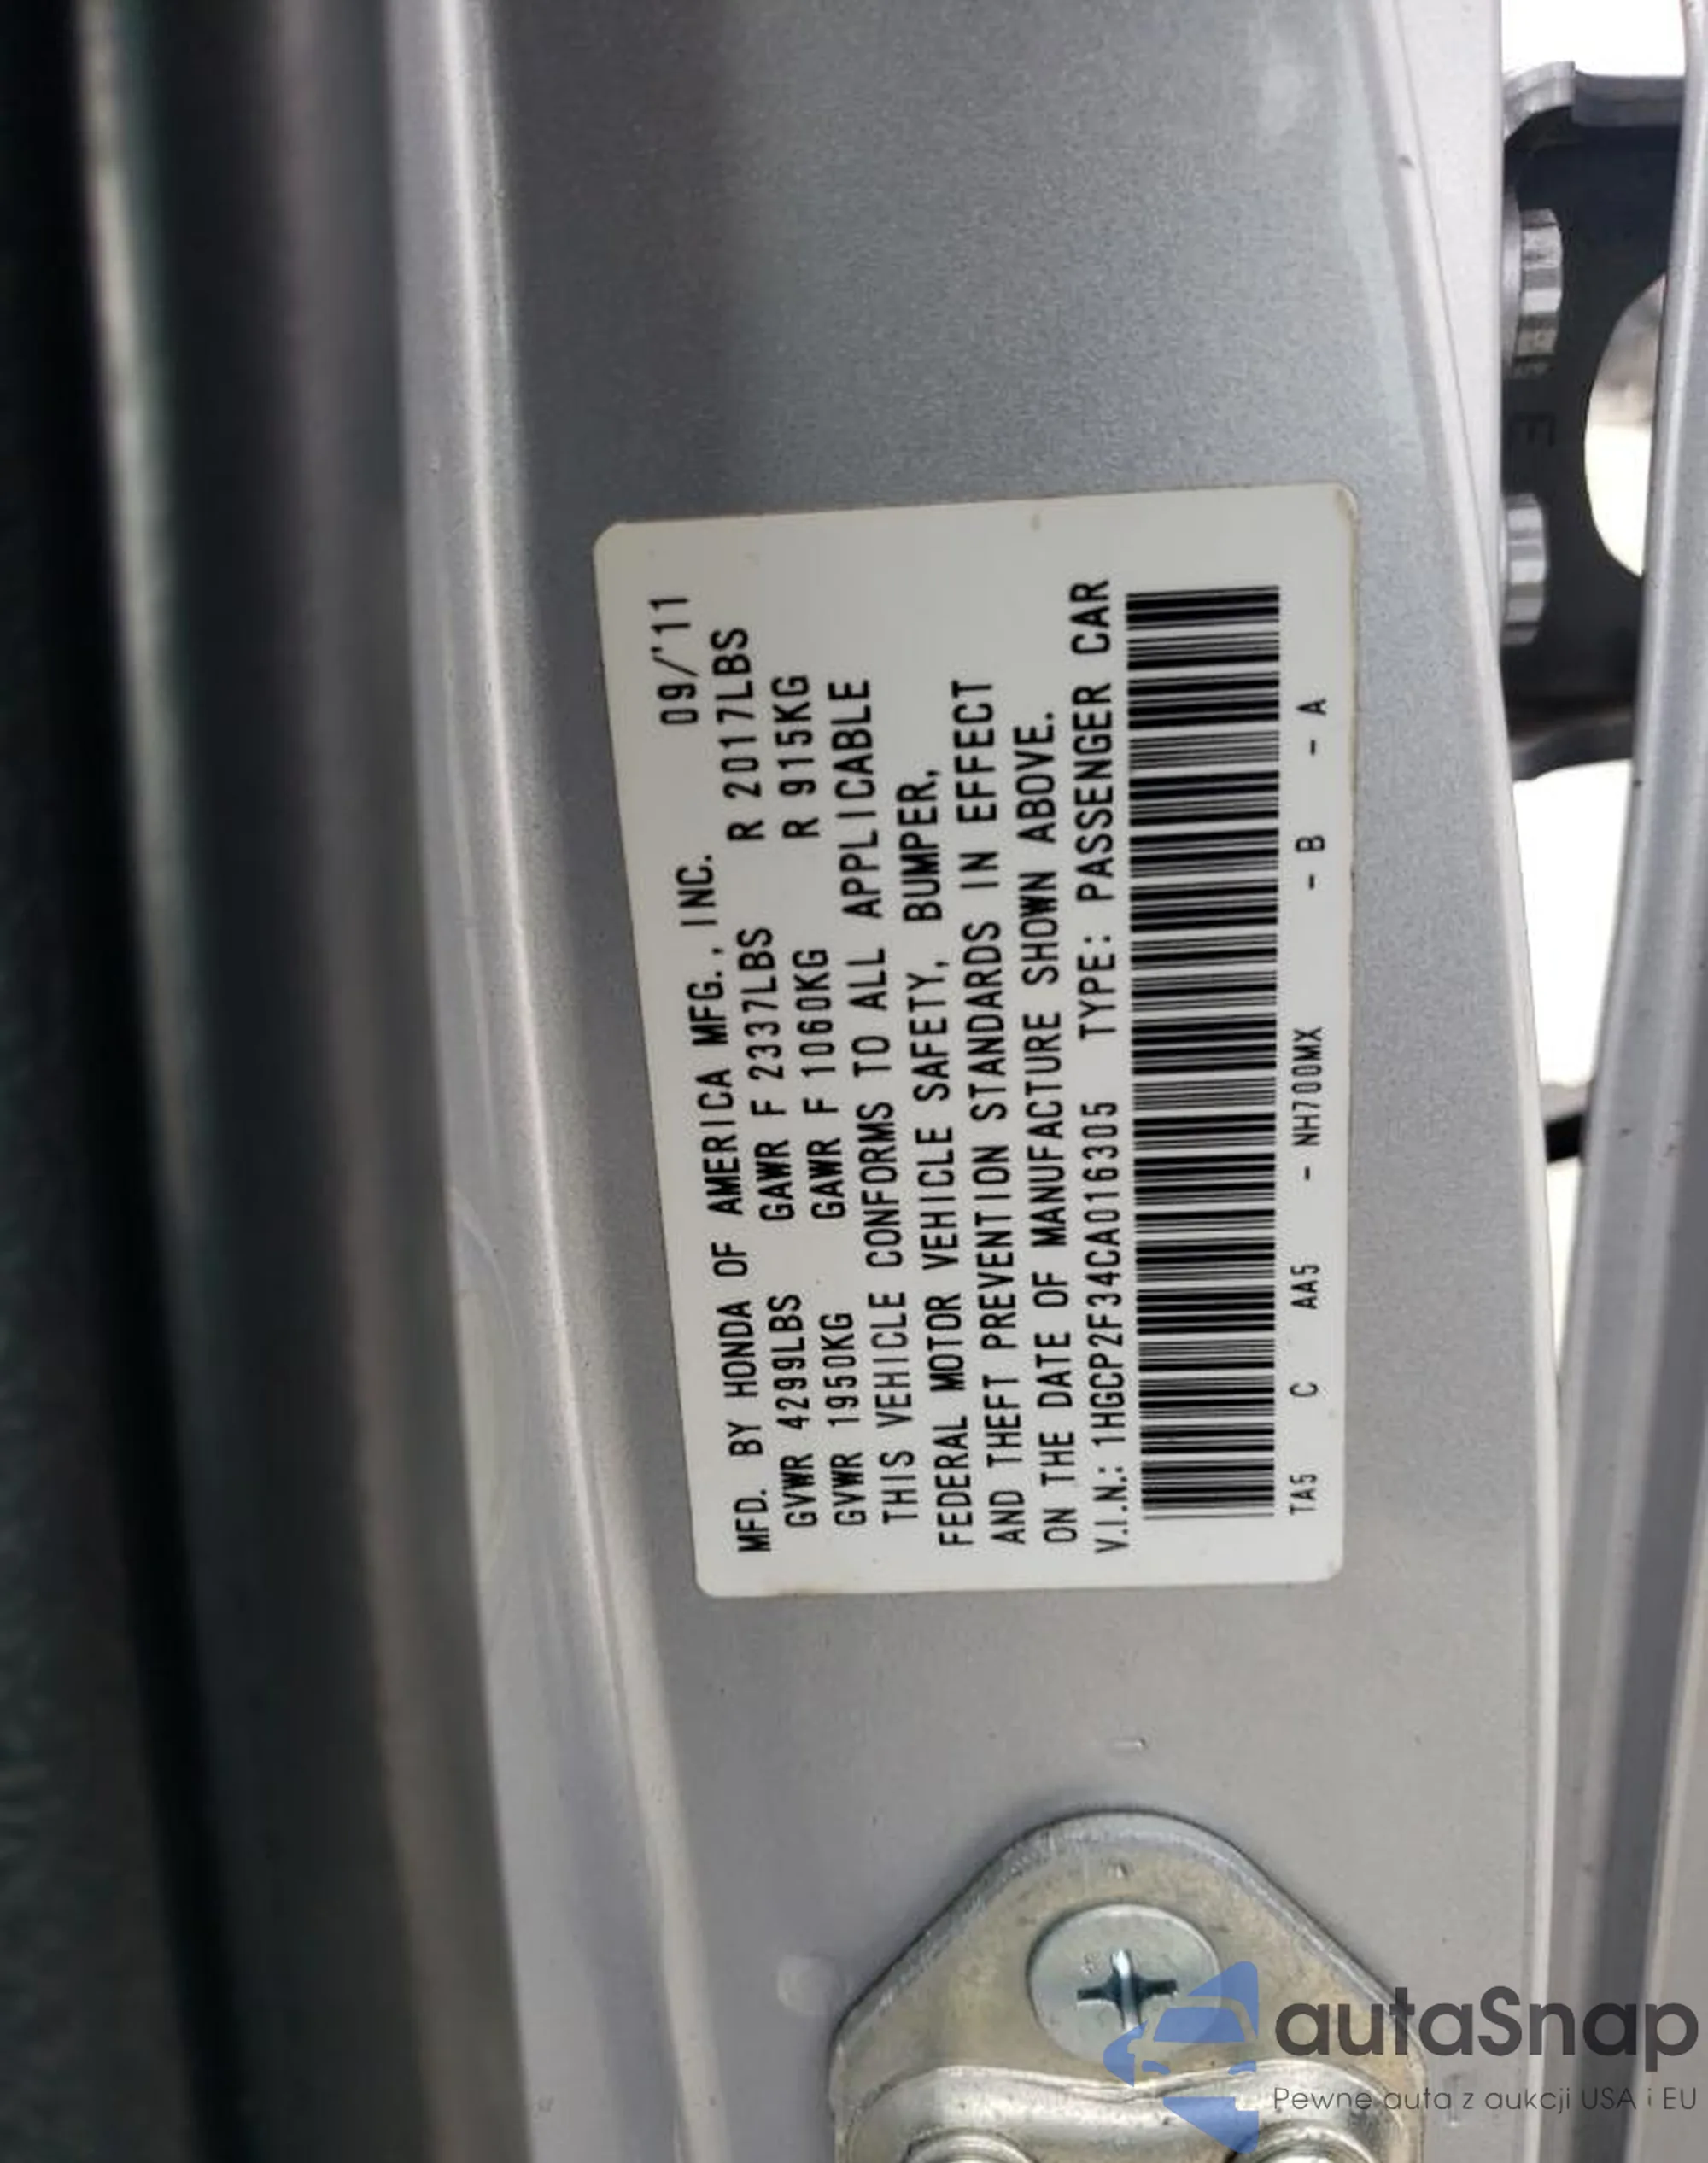 MFD. BY HONDA OF AMERICA MFG., INC. 09/'11
GVWR 4299LBS GAWR F 2337LBS R 2017LBS
GVWR 1950KG GAWR F 1060KG R 915KG
THIS VEHICLE CONFORMS TO ALL APPLICABLE
FEDERAL MOTOR VEHICLE SAFETY, BUMPER,
AND THEFT PREVENTION STANDARDS IN EFFECT
ON THE DATE OF MANUFACTURE SHOWN ABOVE.
V.I.N.: 1HGCP2F34CA016305 TYPE: PASSENGER CAR
TA5 C AA5 - NH700MX - B - A
autaSnap
Pewne auta z aukcji USA i EU